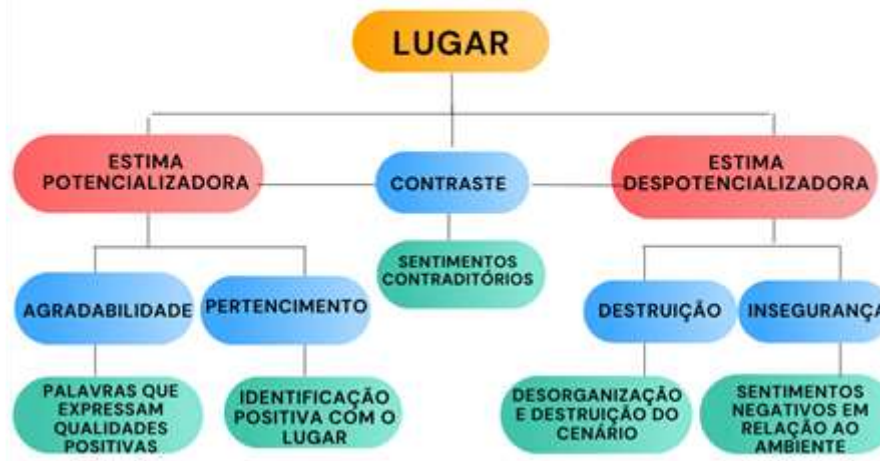 LUGAR
ESTIMA
POTENCIALIZADORA
CONTRASTE
ESTIMA
DESPOTENCIALIZADORA
SENTIMENTOS
CONTRADITÓRIOS
AGRADABILIDADE
PERTENCIMENTO
DESTRUIÇÃO
INSEGURANÇA
PALAVRAS QUE
EXPRESSAM
QUALIDADES
POSITIVAS
IDENTIFICAÇÃO
POSITIVA COM O
LUGAR
DESORGANIZAÇÃO
E DESTRUIÇÃO DO
CENÁRIO
SENTIMENTOS
NEGATIVOS EM
RELAÇÃO AO
AMBIENTE